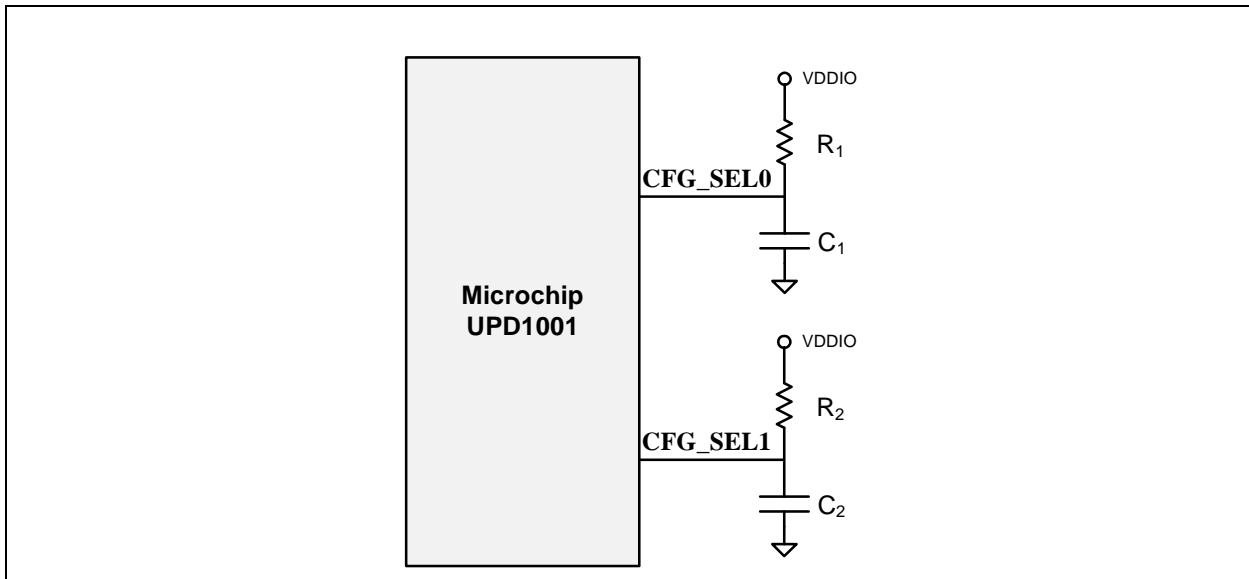 VDDIO
R1
CFG_SEL0
C1
Microchip
UPD1001
VDDIO
R2
CFG_SEL1
C2